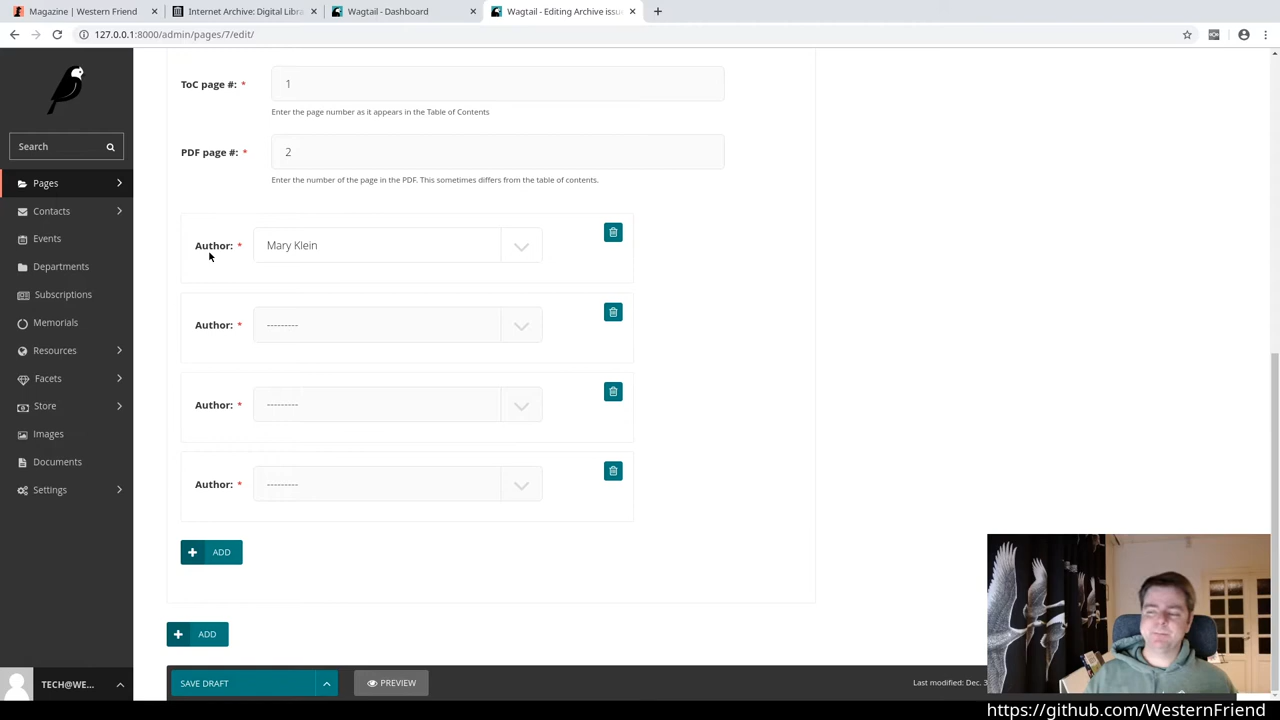 Magazine | Western Friend
Internet Archive: Digital Libra
Wagtail - Dashboard
Wagtail - Editing Archive issu
127.0.0.1:8000/admin/pages/7/edit/
Search
Pages
Contacts
Events
Departments
Subscriptions
Memorials
Resources
Facets
Store
Images
Documents
Settings
TECH@WE...
ToC page #: * 1
Enter the page number as it appears in the Table of Contents
PDF page #: * 2
Enter the number of the page in the PDF. This sometimes differs from the table of contents.
Author: * Mary Klein
Author: * ---------
Author: * ---------
Author: * ---------
+ ADD
+ ADD
SAVE DRAFT
PREVIEW
Last modified: Dec. 3
https://github.com/WesternFriend